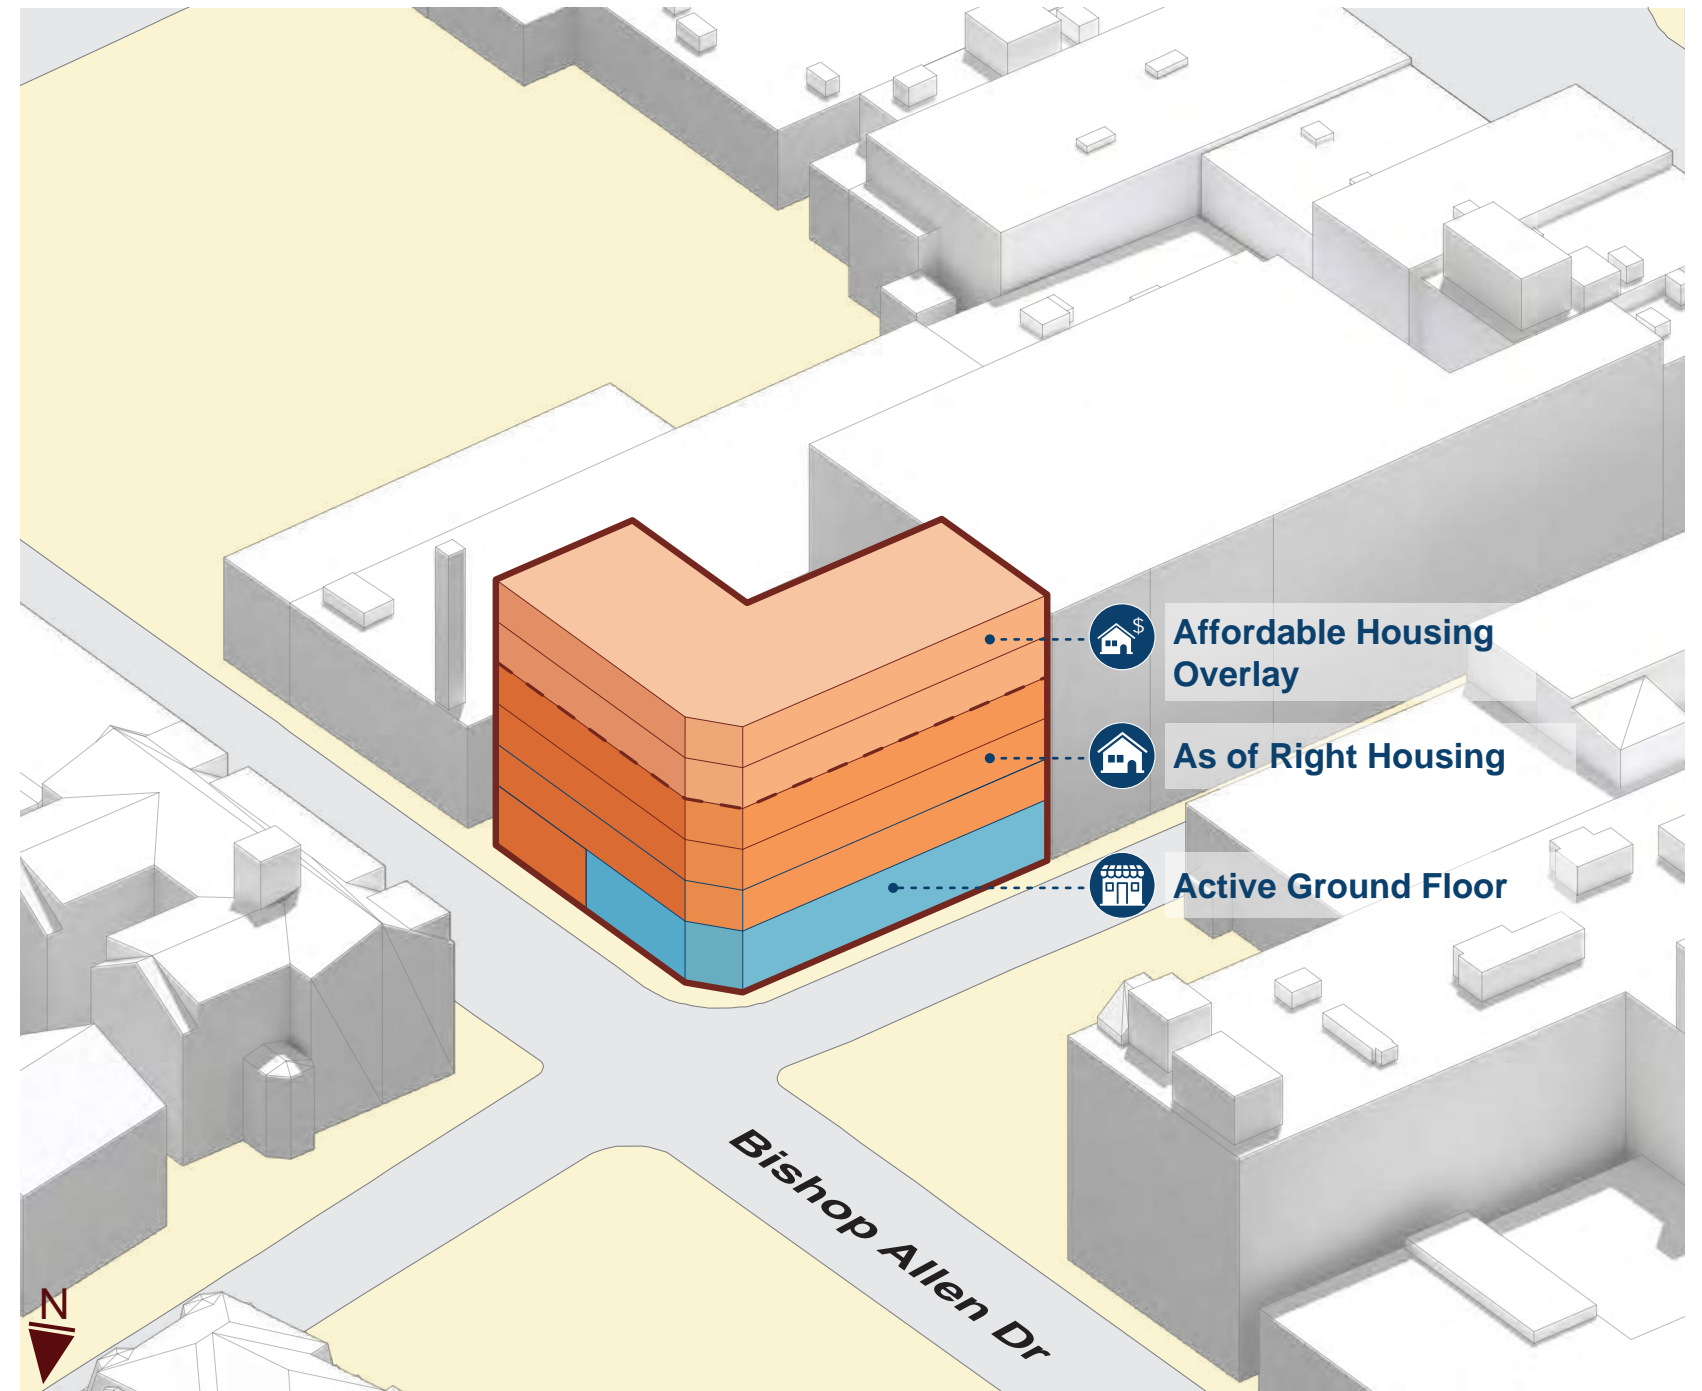 $
Affordable Housing
Overlay
As of Right Housing
Active Ground Floor
Bishop Allen Dr
N